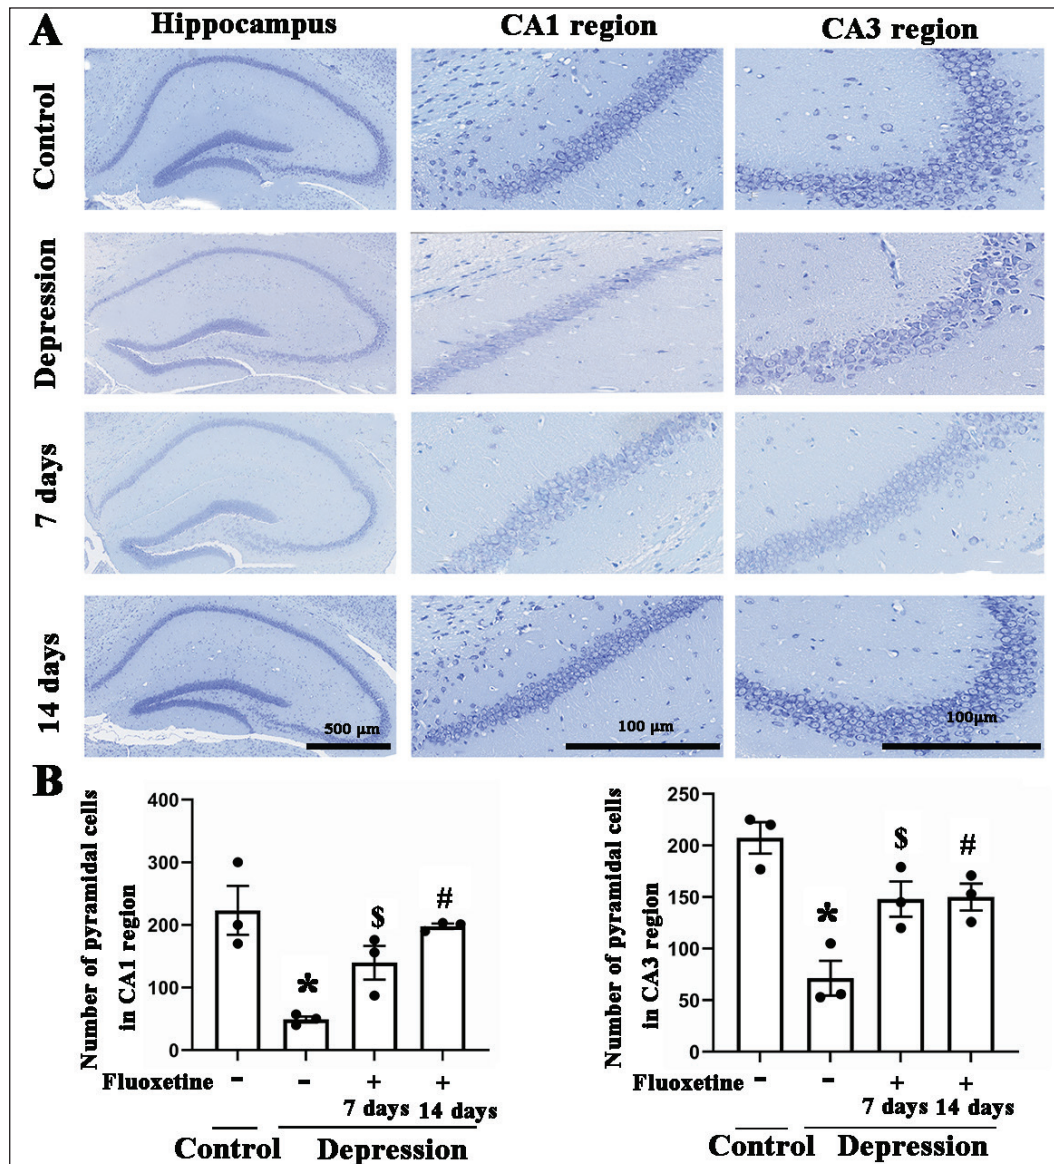 A
Hippocampus
CA1 region
CA3 region
Control
Depression
7 days
14 days
500 µm
100 µm
100µm
B
Number of pyramidal cells
in CA1 region
400
300
200
100
0
*
$
#
Fluoxetine
-
-
+
+
7 days
14 days
Control
Depression
Number of pyramidal cells
in CA3 region
250
200
150
100
50
0
*
$
#
Fluoxetine
-
-
+
+
7 days
14 days
Control
Depression